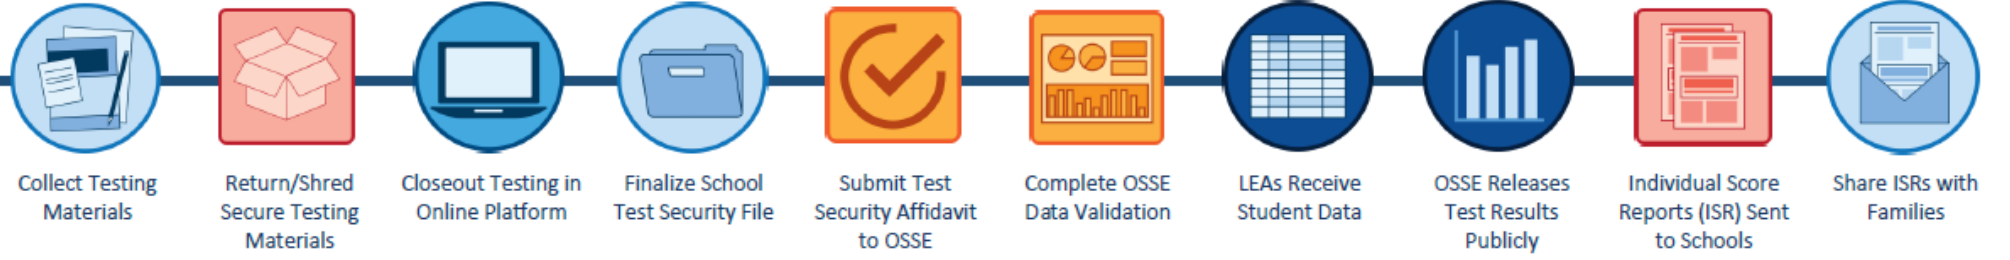 Collect Testing
Materials
Return/Shred
Secure Testing
Materials
Closeout Testing in
Online Platform
Finalize School
Test Security File
Submit Test
Security Affidavit
to OSSE
Complete OSSE
Data Validation
LEAs Receive
Student Data
OSSE Releases
Test Results
Publicly
Individual Score
Reports (ISR) Sent
to Schools
Share ISRs with
Families